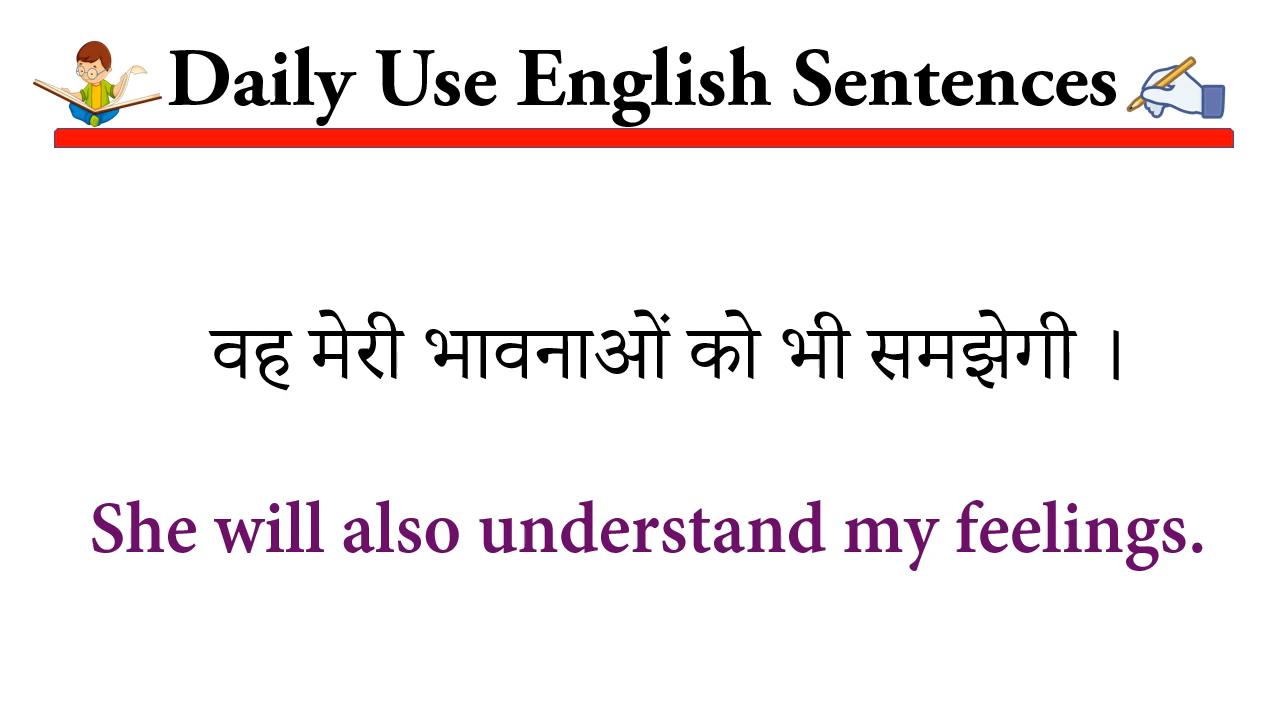 Daily Use English Sentences
वह मेरी भावनाओं को भी समझेगी ।
She will also understand my feelings.